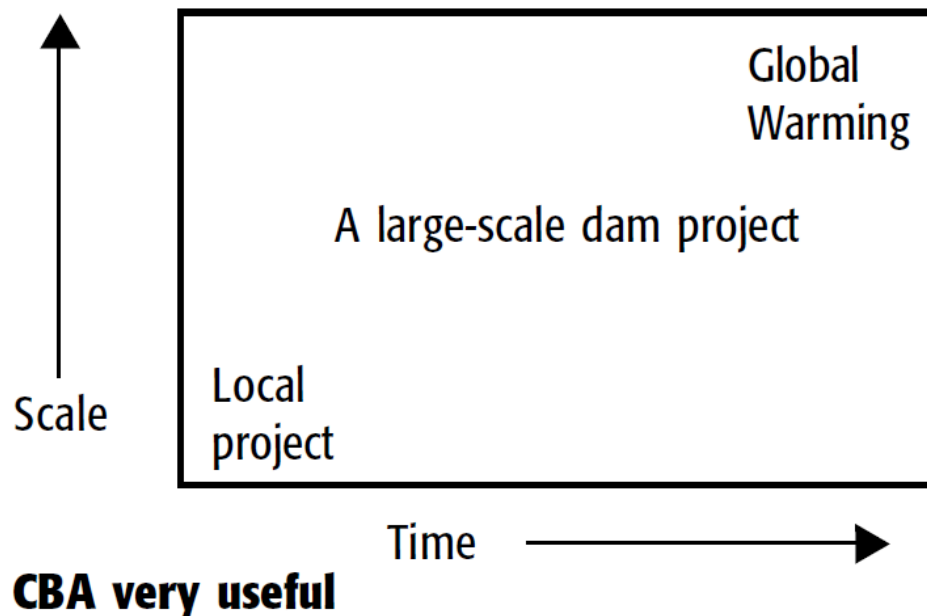 Global
Warming
A large-scale dam project
Local
project
Scale
Time
CBA very useful